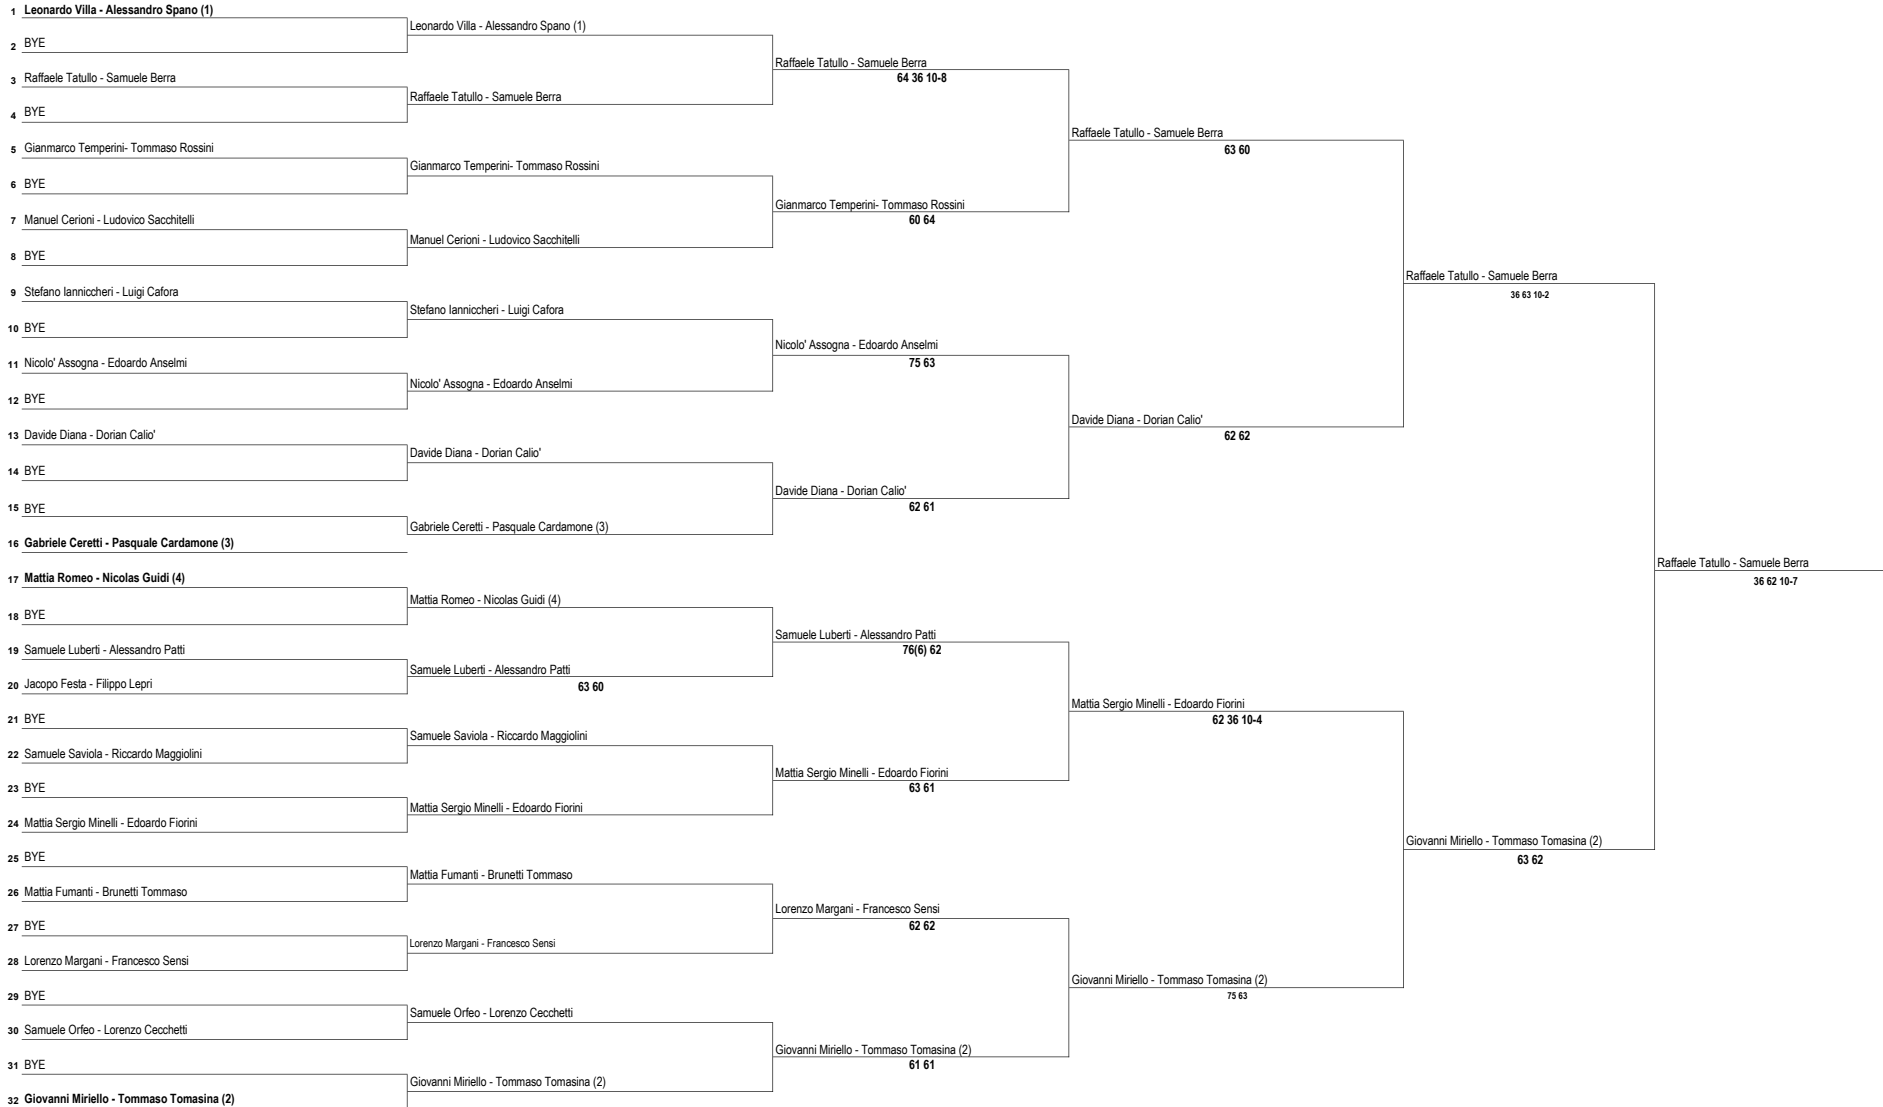 1 Leonardo Villa - Alessandro Spano (1)
2 BYE
3 Raffaele Tatullo - Samuele Berra
4 BYE
5 Gianmarco Temperini- Tommaso Rossini
6 BYE
7 Manuel Cerioni - Ludovico Sacchitelli
8 BYE
9 Stefano Ianniccheri - Luigi Cafora
10 BYE
11 Nicolo' Assogna - Edoardo Anselmi
12 BYE
13 Davide Diana - Dorian Calio'
14 BYE
15 BYE
16 Gabriele Ceretti - Pasquale Cardamone (3)
17 Mattia Romeo - Nicolas Guidi (4)
18 BYE
19 Samuele Luberti - Alessandro Patti
20 Jacopo Festa - Filippo Lepri
21 BYE
22 Samuele Saviola - Riccardo Maggiolini
23 BYE
24 Mattia Sergio Minelli - Edoardo Fiorini
25 BYE
26 Mattia Fumanti - Brunetti Tommaso
27 BYE
28 Lorenzo Margani - Francesco Sensi
29 BYE
30 Samuele Orfeo - Lorenzo Cecchetti
31 BYE
32 Giovanni Miriello - Tommaso Tomasina (2)
Leonardo Villa - Alessandro Spano (1)
Raffaele Tatullo - Samuele Berra
Gianmarco Temperini- Tommaso Rossini
Manuel Cerioni - Ludovico Sacchitelli
Stefano Ianniccheri - Luigi Cafora
Nicolo' Assogna - Edoardo Anselmi
Davide Diana - Dorian Calio'
Gabriele Ceretti - Pasquale Cardamone (3)
Mattia Romeo - Nicolas Guidi (4)
Samuele Luberti - Alessandro Patti
63 60
Samuele Saviola - Riccardo Maggiolini
Mattia Sergio Minelli - Edoardo Fiorini
Mattia Fumanti - Brunetti Tommaso
Lorenzo Margani - Francesco Sensi
Samuele Orfeo - Lorenzo Cecchetti
Giovanni Miriello - Tommaso Tomasina (2)
Raffaele Tatullo - Samuele Berra
64 36 10-8
Gianmarco Temperini- Tommaso Rossini
60 64
Nicolo' Assogna - Edoardo Anselmi
75 63
Davide Diana - Dorian Calio'
62 61
Samuele Luberti - Alessandro Patti
76(6) 62
Mattia Sergio Minelli - Edoardo Fiorini
63 61
Lorenzo Margani - Francesco Sensi
62 62
Giovanni Miriello - Tommaso Tomasina (2)
61 61
Raffaele Tatullo - Samuele Berra
63 60
Davide Diana - Dorian Calio'
62 62
Mattia Sergio Minelli - Edoardo Fiorini
62 36 10-4
Giovanni Miriello - Tommaso Tomasina (2)
75 63
Raffaele Tatullo - Samuele Berra
36 63 10-2
Giovanni Miriello - Tommaso Tomasina (2)
63 62
Raffaele Tatullo - Samuele Berra
36 62 10-7